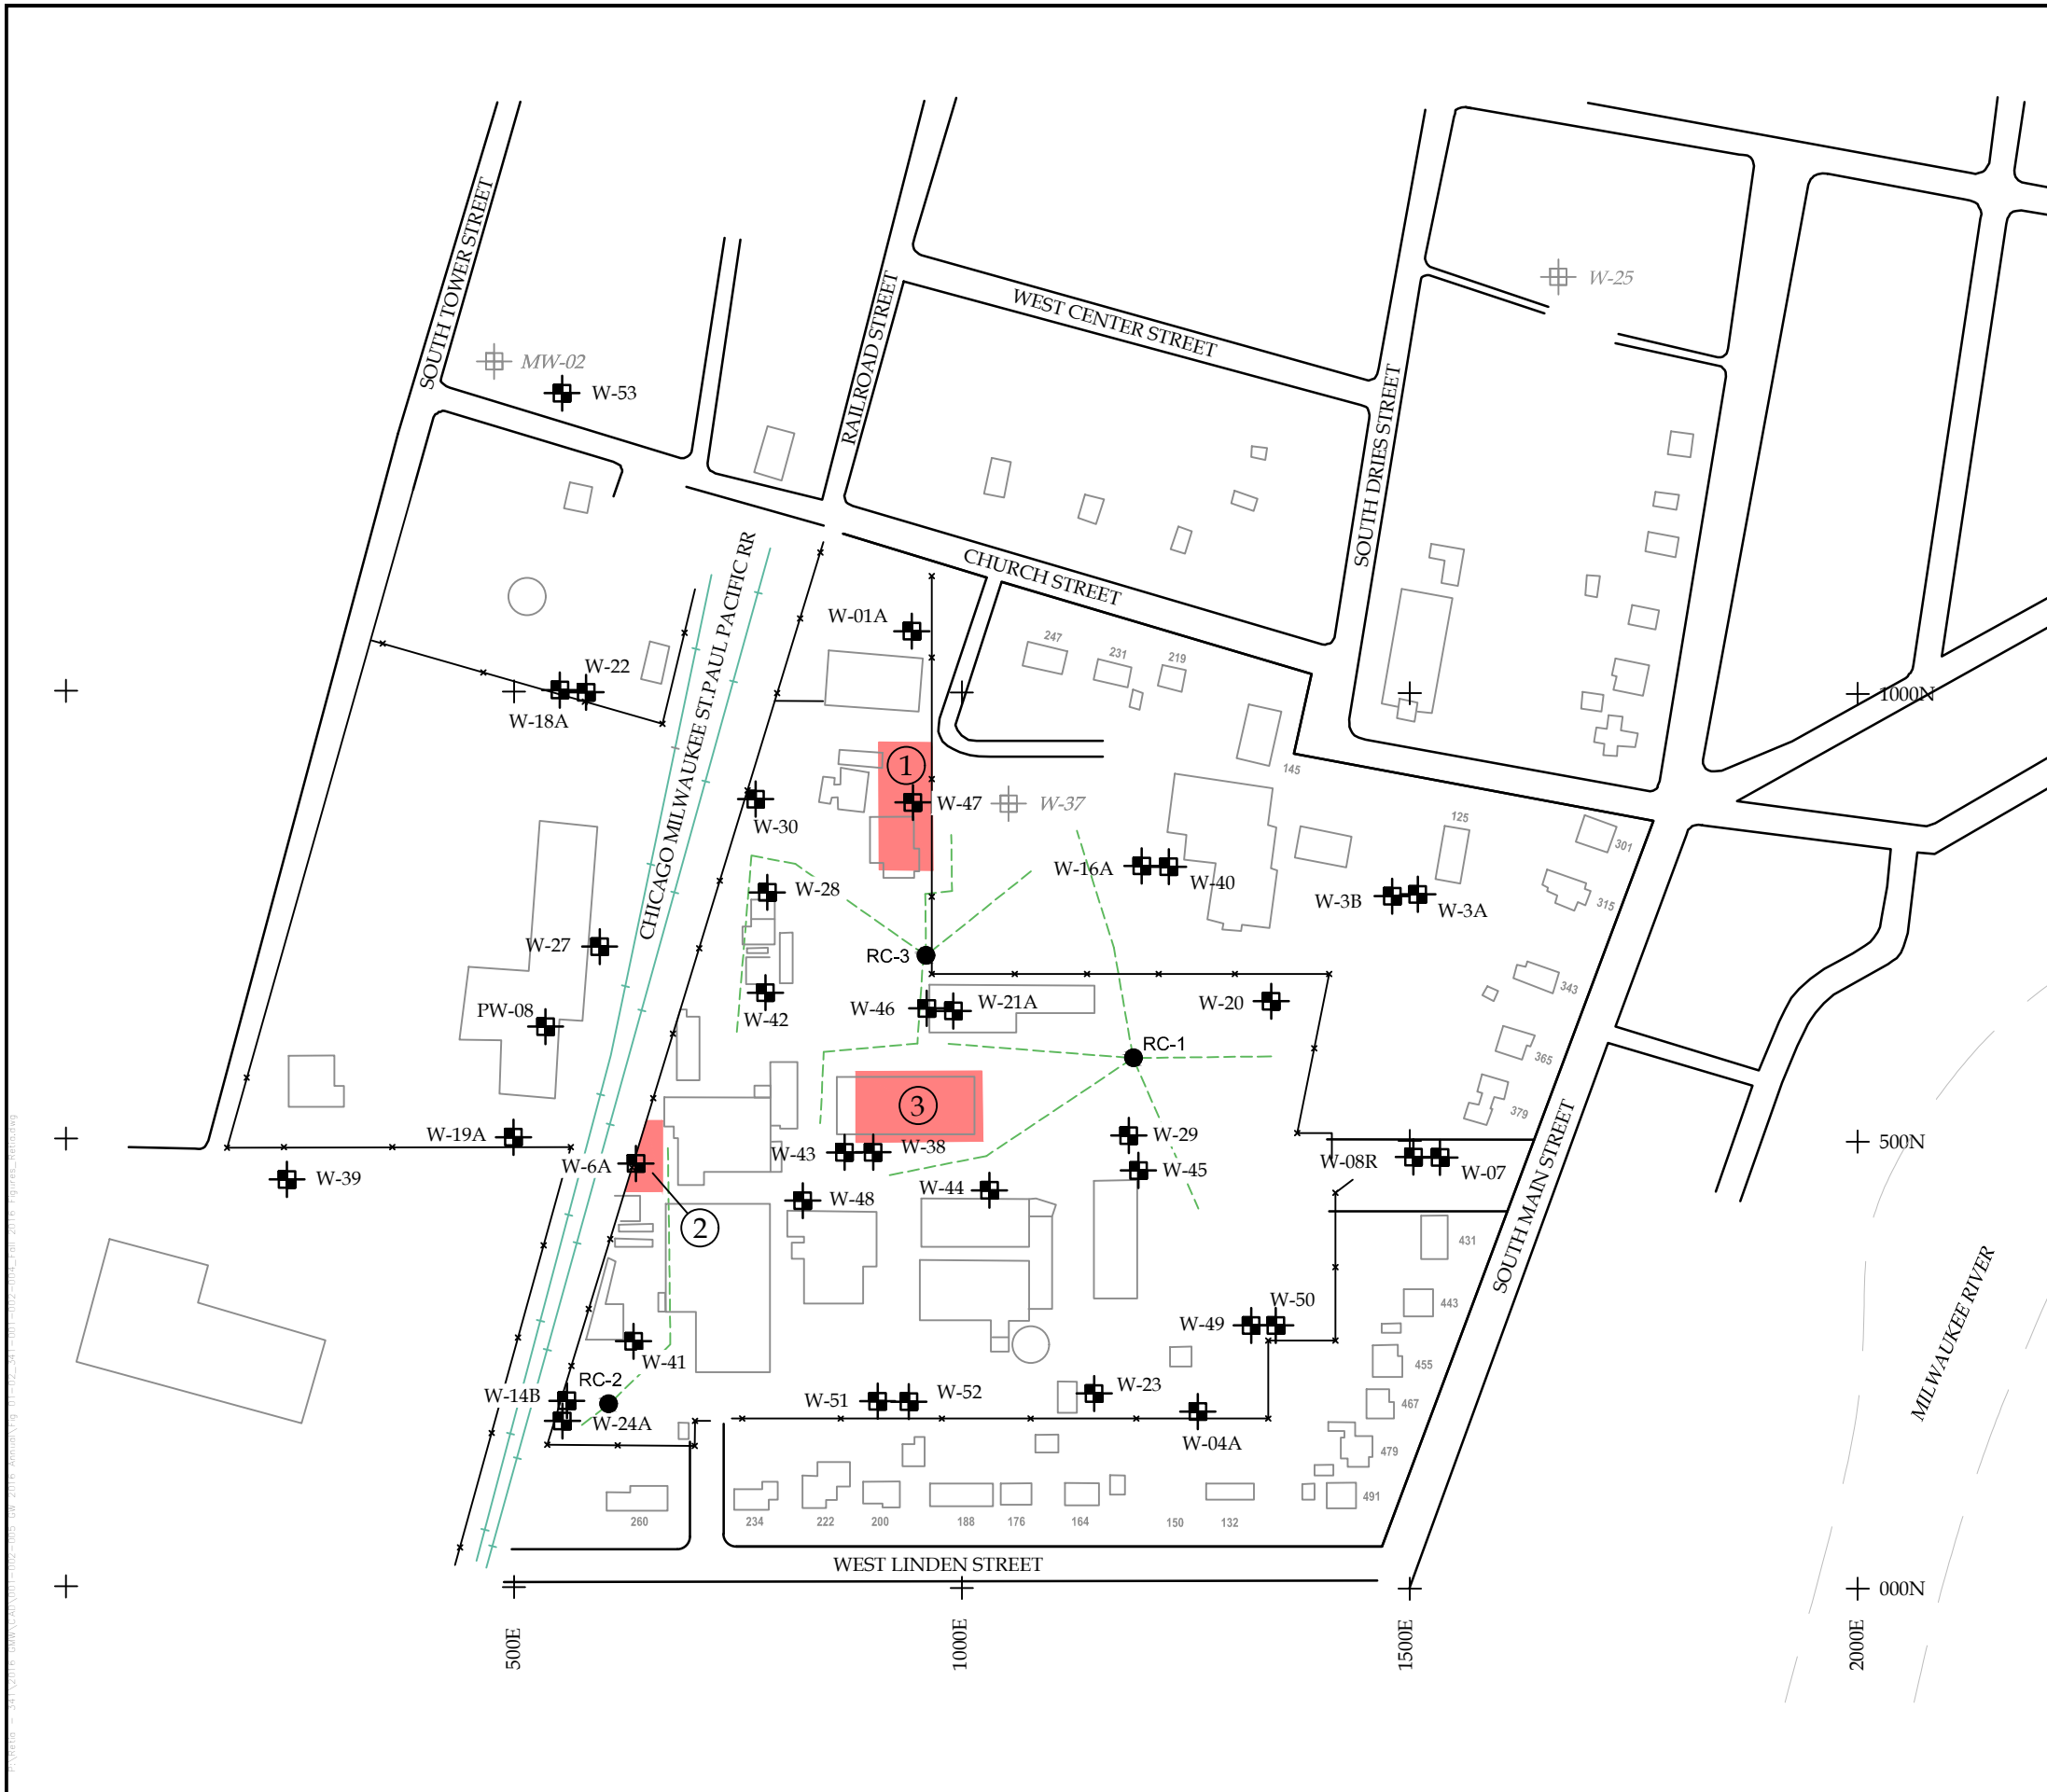 SOUTH TOWER STREET
RAILROAD STREET
WEST CENTER STREET
SOUTH DRIES STREET
W-25
MW-02
W-53
CHURCH STREET
CHICAGO MILWAUKEE ST.PAUL PACIFIC RR
W-01A
247
231
219
W-22
W-18A
1000N
145
1
W-47
W-37
W-30
125
301
W-16A
W-40
W-28
W-3B
W-3A
315
W-27
RC-3
343
PW-08
W-42
W-46
W-21A
W-20
RC-1
365
379
3
W-19A
W-6A
W-43
W-38
W-29
500N
W-08R
W-07
W-39
W-45
W-48
W-44
2
SOUTH MAIN STREET
431
W-50
W-49
443
MILWAUKEE RIVER
W-41
455
RC-2
W-14B
W-24A
W-51
W-52
W-23
467
W-04A
479
491
260
234
222
200
188
176
164
150
132
WEST LINDEN STREET
000N
500E
1000E
1500E
2000E